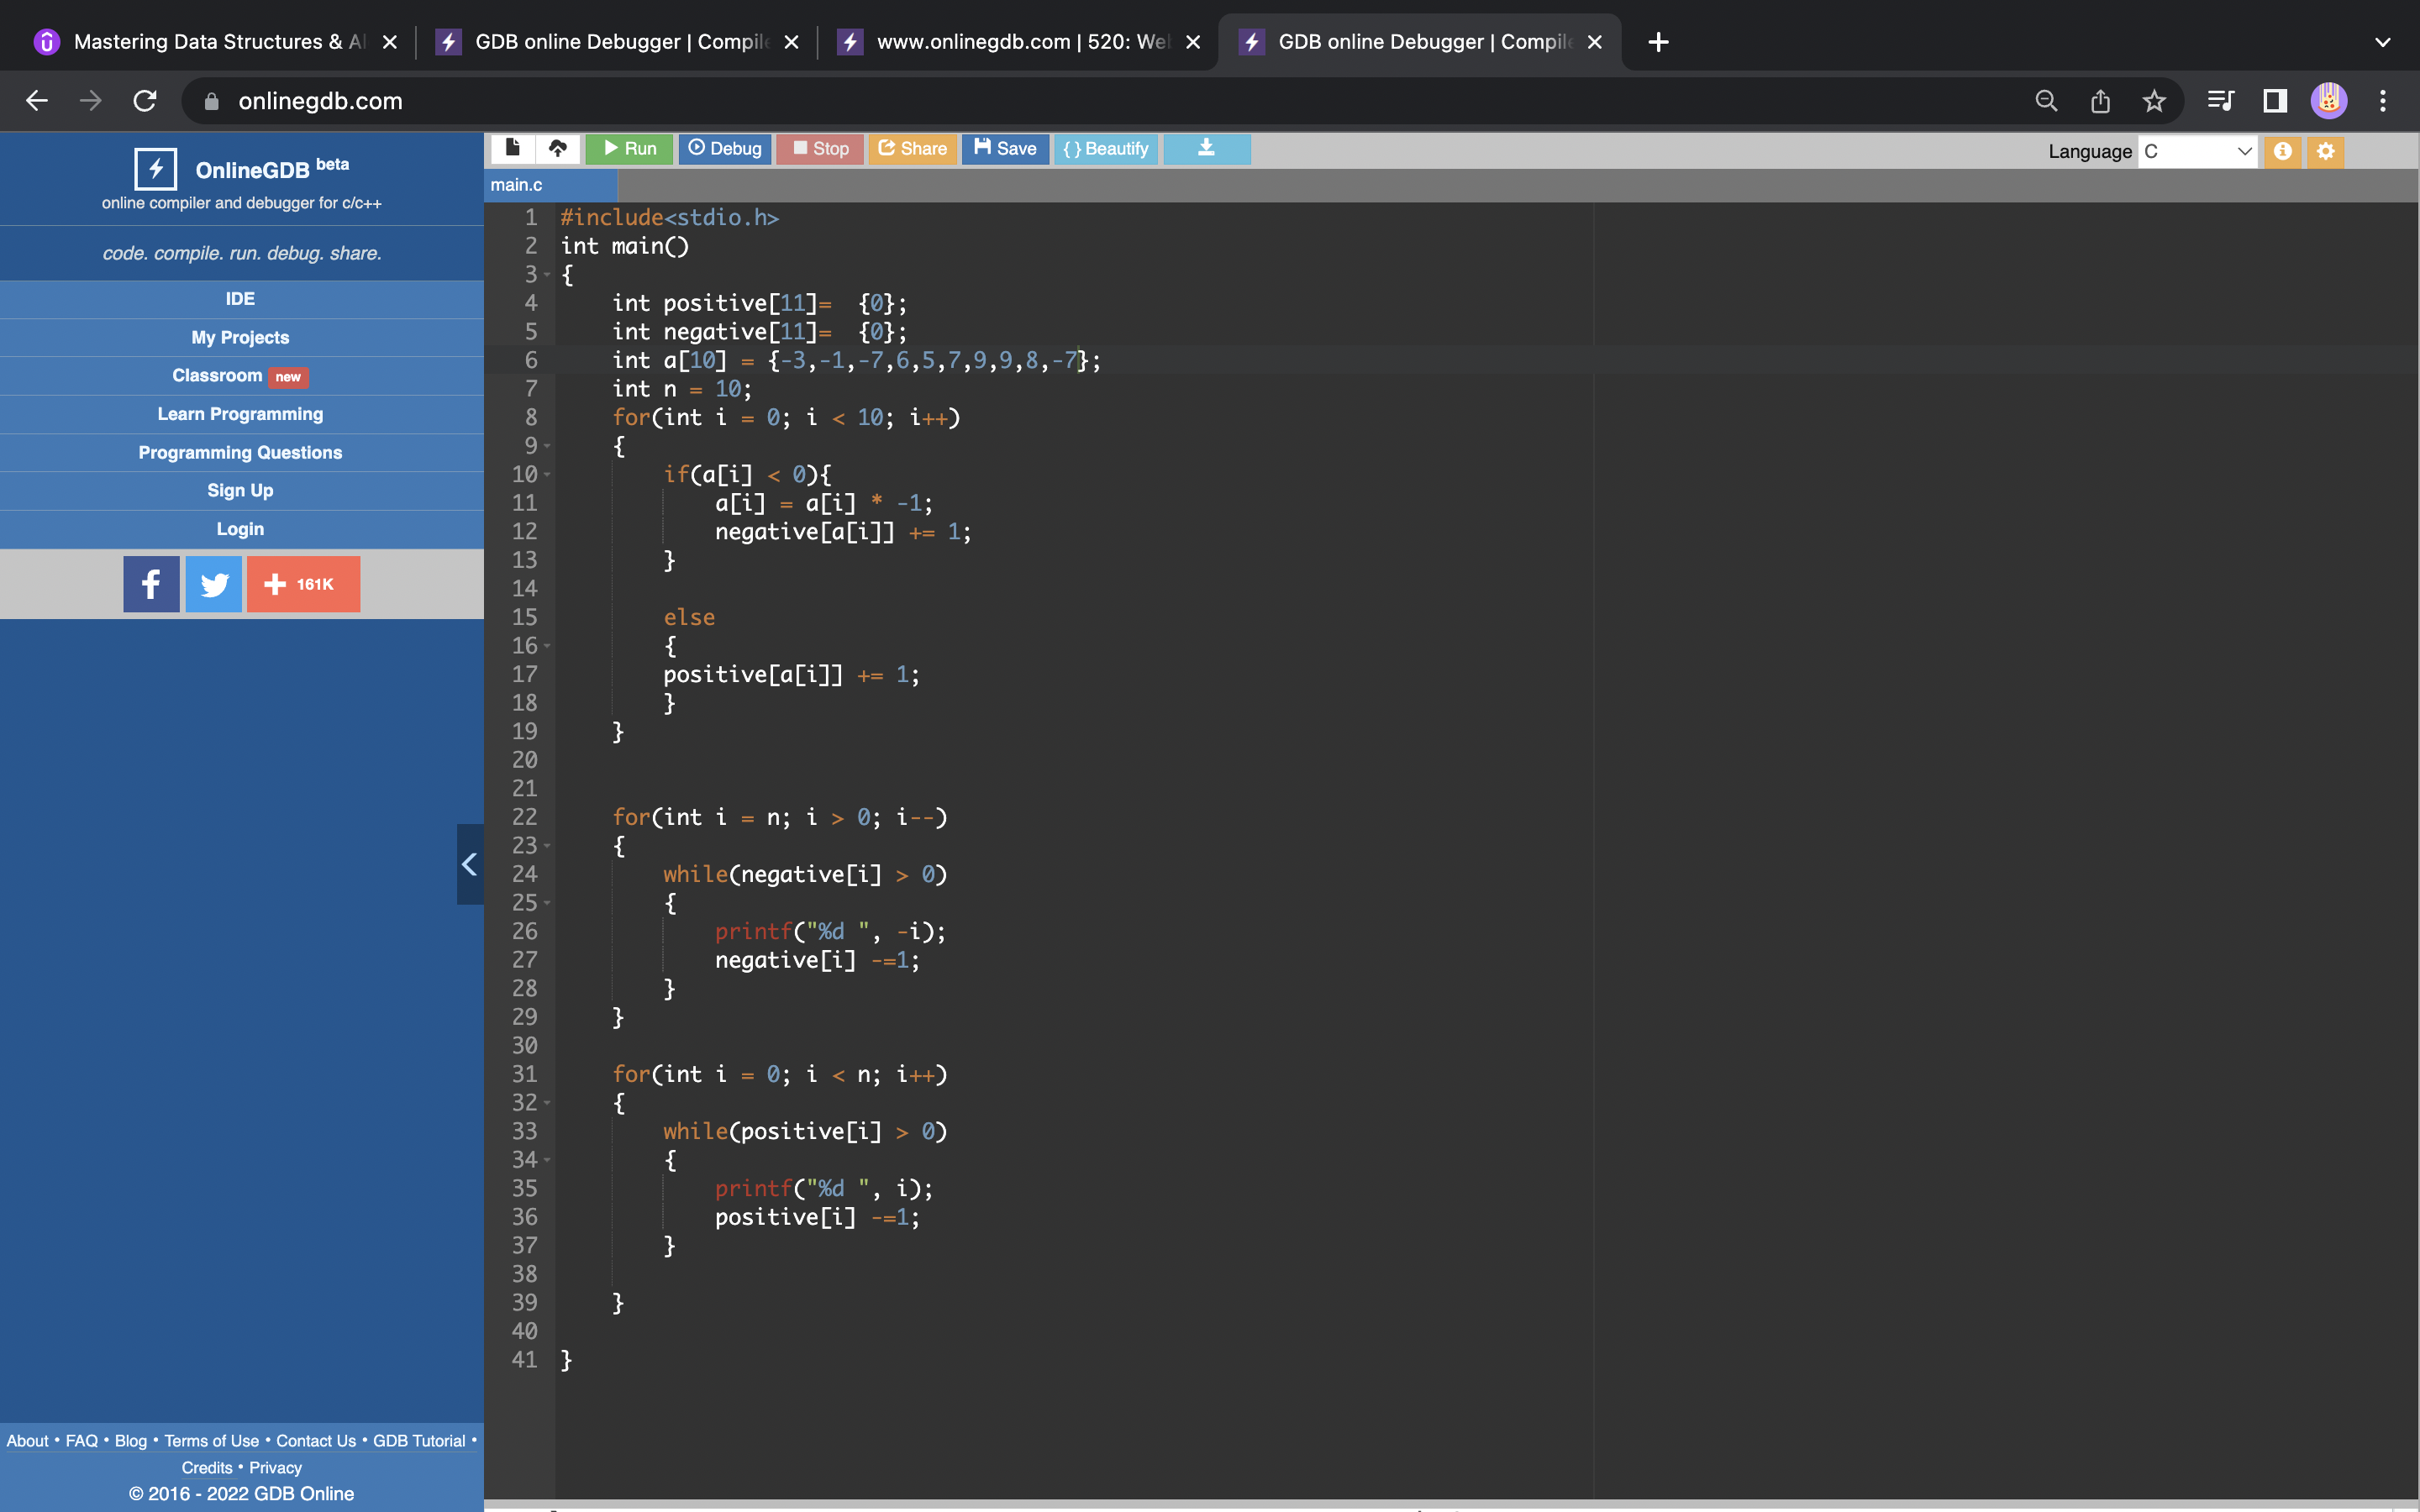 Mastering Data Structures & Al
GDB online Debugger | Compile
www.onlinegdb.com | 520: Wel
GDB online Debugger | Compile
onlinegdb.com
OnlineGDB beta
online compiler and debugger for c/c++
code. compile. run. debug. share.
IDE
My Projects
Classroom new
Learn Programming
Programming Questions
Sign Up
Login
f
161K
About • FAQ • Blog • Terms of Use • Contact Us • GDB Tutorial •
Credits • Privacy
© 2016 - 2022 GDB Online
Run Debug Stop Share Save { } Beautify
Language C
main.c
1 #include<stdio.h>
2 int main()
3 {
4     int positive[11]=  {0};
5     int negative[11]=  {0};
6     int a[10] = {-3,-1,-7,6,5,7,9,9,8,-7};
7     int n = 10;
8     for(int i = 0; i < 10; i++)
9     {
10         if(a[i] < 0){
11             a[i] = a[i] * -1;
12             negative[a[i]] += 1;
13         }
14
15         else
16         {
17         positive[a[i]] += 1;
18         }
19     }
20
21
22     for(int i = n; i > 0; i--)
23     {
24         while(negative[i] > 0)
25         {
26             printf("%d ", -i);
27             negative[i] -=1;
28         }
29     }
30
31     for(int i = 0; i < n; i++)
32     {
33         while(positive[i] > 0)
34         {
35             printf("%d ", i);
36             positive[i] -=1;
37         }
38
39     }
40
41 }